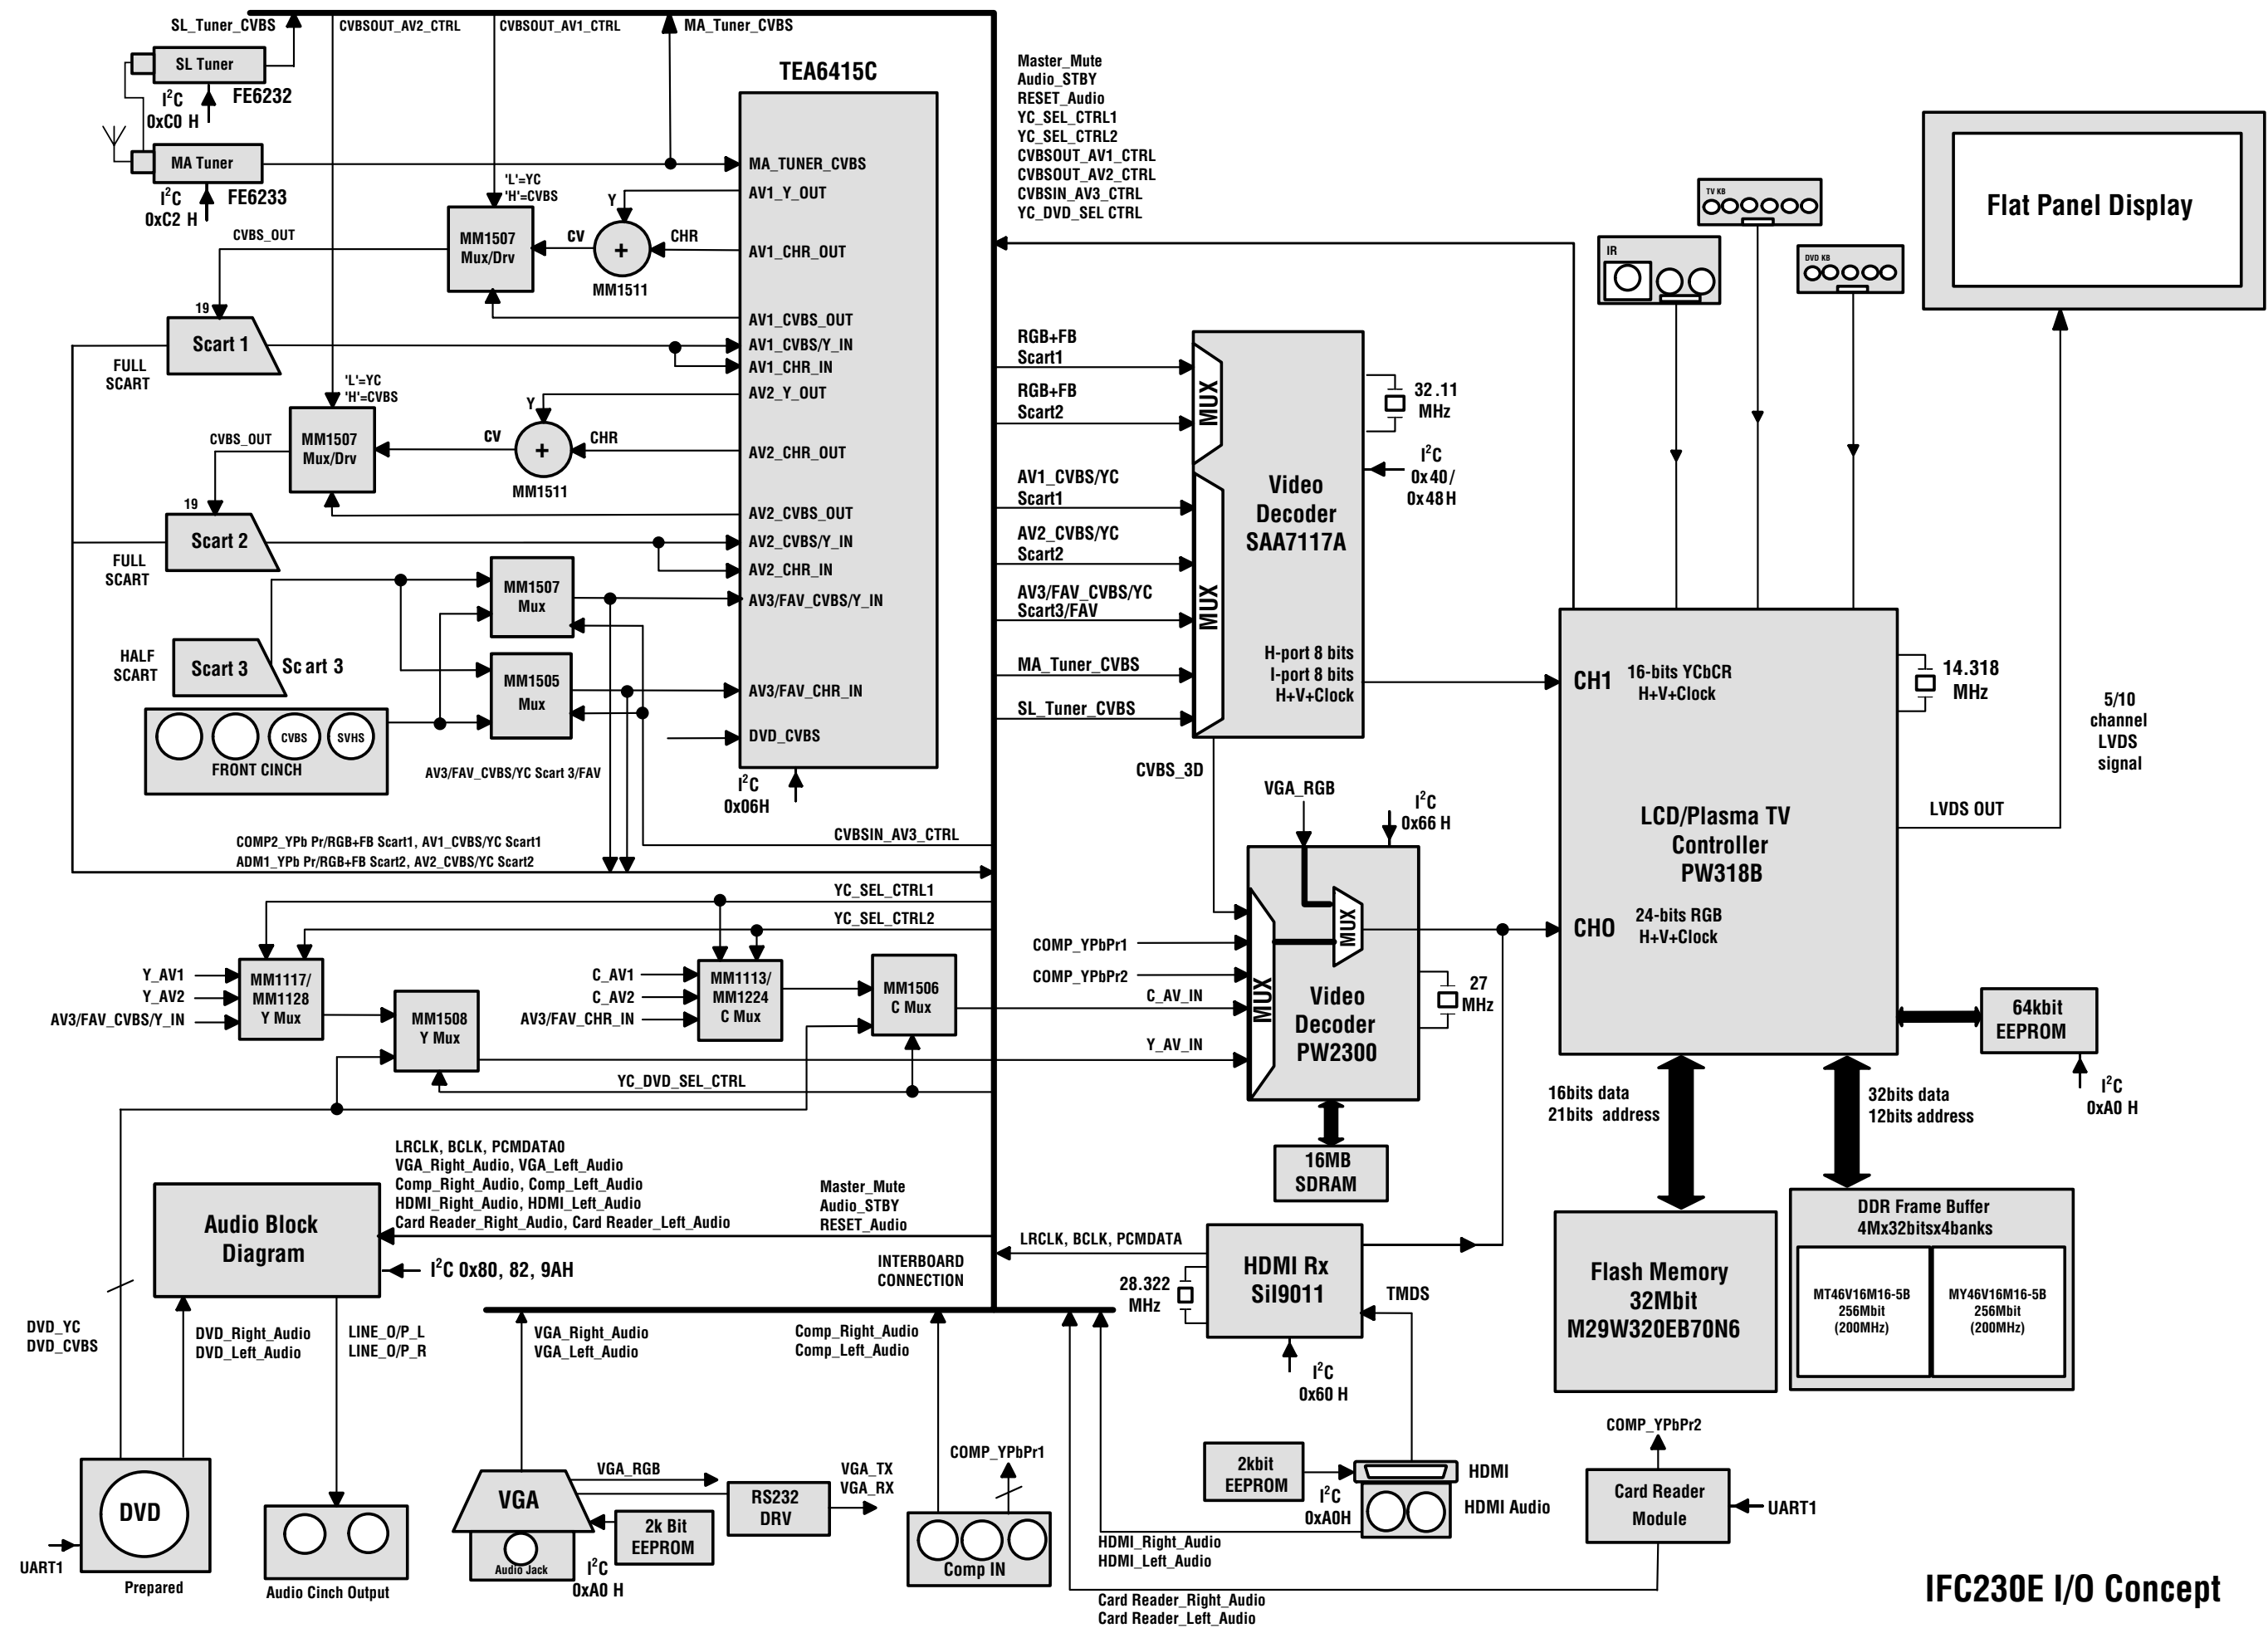 SL_Tuner_CVBS
CVBSOUT_AV2_CTRL
CVBSOUT_AV1_CTRL
MA_Tuner_CVBS
SL Tuner
I²C
0xC0 H
FE6232
MA Tuner
I²C
0xC2 H
FE6233
TEA6415C
MA_TUNER_CVBS
AV1_Y_OUT
AV1_CHR_OUT
AV1_CVBS_OUT
AV1_CVBS/Y_IN
AV1_CHR_IN
AV2_Y_OUT
AV2_CHR_OUT
AV2_CVBS_OUT
AV2_CVBS/Y_IN
AV2_CHR_IN
AV3/FAV_CVBS/Y_IN
AV3/FAV_CHR_IN
DVD_CVBS
I²C
0x06H
'L'=YC
'H'=CVBS
MM1507
Mux/Drv
CVBS_OUT
CV
Y
+
CHR
MM1511
19
Scart 1
FULL
SCART
'L'=YC
'H'=CVBS
MM1507
Mux/Drv
CVBS_OUT
CV
Y
+
CHR
MM1511
19
Scart 2
FULL
SCART
MM1507
Mux
MM1505
Mux
HALF
SCART
Scart 3
Sc art 3
CVBS
SVHS
FRONT CINCH
AV3/FAV_CVBS/YC Scart 3/FAV
CVBSIN_AV3_CTRL
COMP2_YPb Pr/RGB+FB Scart1, AV1_CVBS/YC Scart1
ADM1_YPb Pr/RGB+FB Scart2, AV2_CVBS/YC Scart2
YC_SEL_CTRL1
YC_SEL_CTRL2
Y_AV1
Y_AV2
AV3/FAV_CVBS/Y_IN
MM1117/
MM1128
Y Mux
MM1508
Y Mux
C_AV1
C_AV2
AV3/FAV_CHR_IN
MM1113/
MM1224
C Mux
MM1506
C Mux
YC_DVD_SEL_CTRL
LRCLK, BCLK, PCMDATA0
VGA_Right_Audio, VGA_Left_Audio
Comp_Right_Audio, Comp_Left_Audio
HDMI_Right_Audio, HDMI_Left_Audio
Card Reader_Right_Audio, Card Reader_Left_Audio
Master_Mute
Audio_STBY
RESET_Audio
Audio Block
Diagram
I²C 0x80, 82, 9AH
INTERBOARD
CONNECTION
DVD_YC
DVD_CVBS
DVD_Right_Audio
DVD_Left_Audio
LINE_O/P_L
LINE_O/P_R
VGA_Right_Audio
VGA_Left_Audio
Comp_Right_Audio
Comp_Left_Audio
DVD
UART1
Prepared
Audio Cinch Output
VGA
Audio Jack
VGA_RGB
2k Bit
EEPROM
I²C
0xA0 H
RS232
DRV
VGA_TX
VGA_RX
COMP_YPbPr1
Comp IN
Master_Mute
Audio_STBY
RESET_Audio
YC_SEL_CTRL1
YC_SEL_CTRL2
CVBSOUT_AV1_CTRL
CVBSOUT_AV2_CTRL
CVBSIN_AV3_CTRL
YC_DVD_SEL CTRL
RGB+FB
Scart1
RGB+FB
Scart2
AV1_CVBS/YC
Scart1
AV2_CVBS/YC
Scart2
AV3/FAV_CVBS/YC
Scart3/FAV
MA_Tuner_CVBS
SL_Tuner_CVBS
MUX
MUX
Video
Decoder
SAA7117A
H-port 8 bits
I-port 8 bits
H+V+Clock
32.11
MHz
I²C
0x40/
0x48H
CVBS_3D
VGA_RGB
I²C
0x66 H
COMP_YPbPr1
COMP_YPbPr2
C_AV_IN
Y_AV_IN
MUX
MUX
Video
Decoder
PW2300
27
MHz
16MB
SDRAM
LRCLK, BCLK, PCMDATA
HDMI Rx
SiI9011
28.322
MHz
TMDS
I²C
0x60 H
2kbit
EEPROM
I²C
0xA0H
HDMI
HDMI Audio
HDMI_Right_Audio
HDMI_Left_Audio
Card Reader_Right_Audio
Card Reader_Left_Audio
IR
TV KB
DVD KB
Flat Panel Display
CH1
16-bits YCbCR
H+V+Clock
14.318
MHz
5/10
channel
LVDS
signal
LVDS OUT
LCD/Plasma TV
Controller
PW318B
CH0
24-bits RGB
H+V+Clock
64kbit
EEPROM
I²C
0xA0 H
16bits data
21bits address
32bits data
12bits address
Flash Memory
32Mbit
M29W320EB70N6
DDR Frame Buffer
4Mx32bitsx4banks
MT46V16M16-5B
256Mbit
(200MHz)
MY46V16M16-5B
256Mbit
(200MHz)
COMP_YPbPr2
Card Reader
Module
UART1
IFC230E I/O Concept